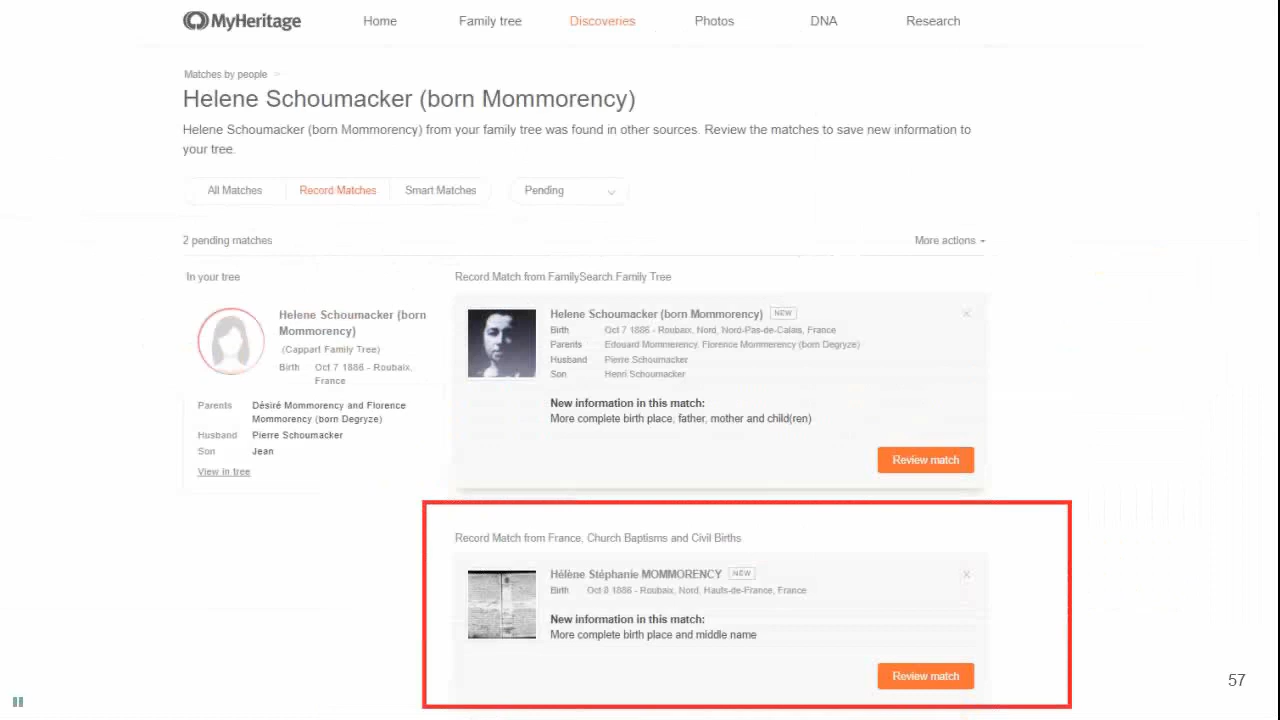 MyHeritage
Home
Family tree
Discoveries
Photos
DNA
Research
Matches by people >
Helene Schoumacker (born Mommorency)
Helene Schoumacker (born Mommorency) from your family tree was found in other sources. Review the matches to save new information to
your tree.
All Matches
Record Matches
Smart Matches
Pending
2 pending matches
More actions
In your tree
Helene Schoumacker (born
Mommorency)
(Cappart Family Tree)
Birth Oct 7 1886 - Roubaix,
France
Parents Désiré Mommorency and Florence
Mommorency (born Degryze)
Husband Pierre Schoumacker
Son Jean
View in tree
Record Match from FamilySearch Family Tree
Helene Schoumacker (born Mommorency) NEW
Birth Oct 7 1886 - Roubaix, Nord, Nord-Pas-de-Calais, France
Parents Edouard Mommerency, Florence Mommerency (born Degryze)
Husband Pierre Schoumacker
Son Henri Schoumacker
New information in this match:
More complete birth place, father, mother and child(ren)
Review match
Record Match from France, Church Baptisms and Civil Births
Hélène Stéphanie MOMMORENCY NEW
Birth Oct 8 1886 - Roubaix, Nord, Hauts-de-France, France
New information in this match:
More complete birth place and middle name
Review match
57